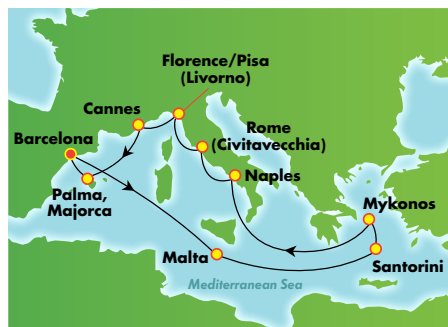 Florence/Pisa
(Livorno)
Cannes
Barcelona
Rome
(Civitavecchia)
Naples
Palma,
Majorca
Mykonos
Malta
Santorini
Mediterranean Sea